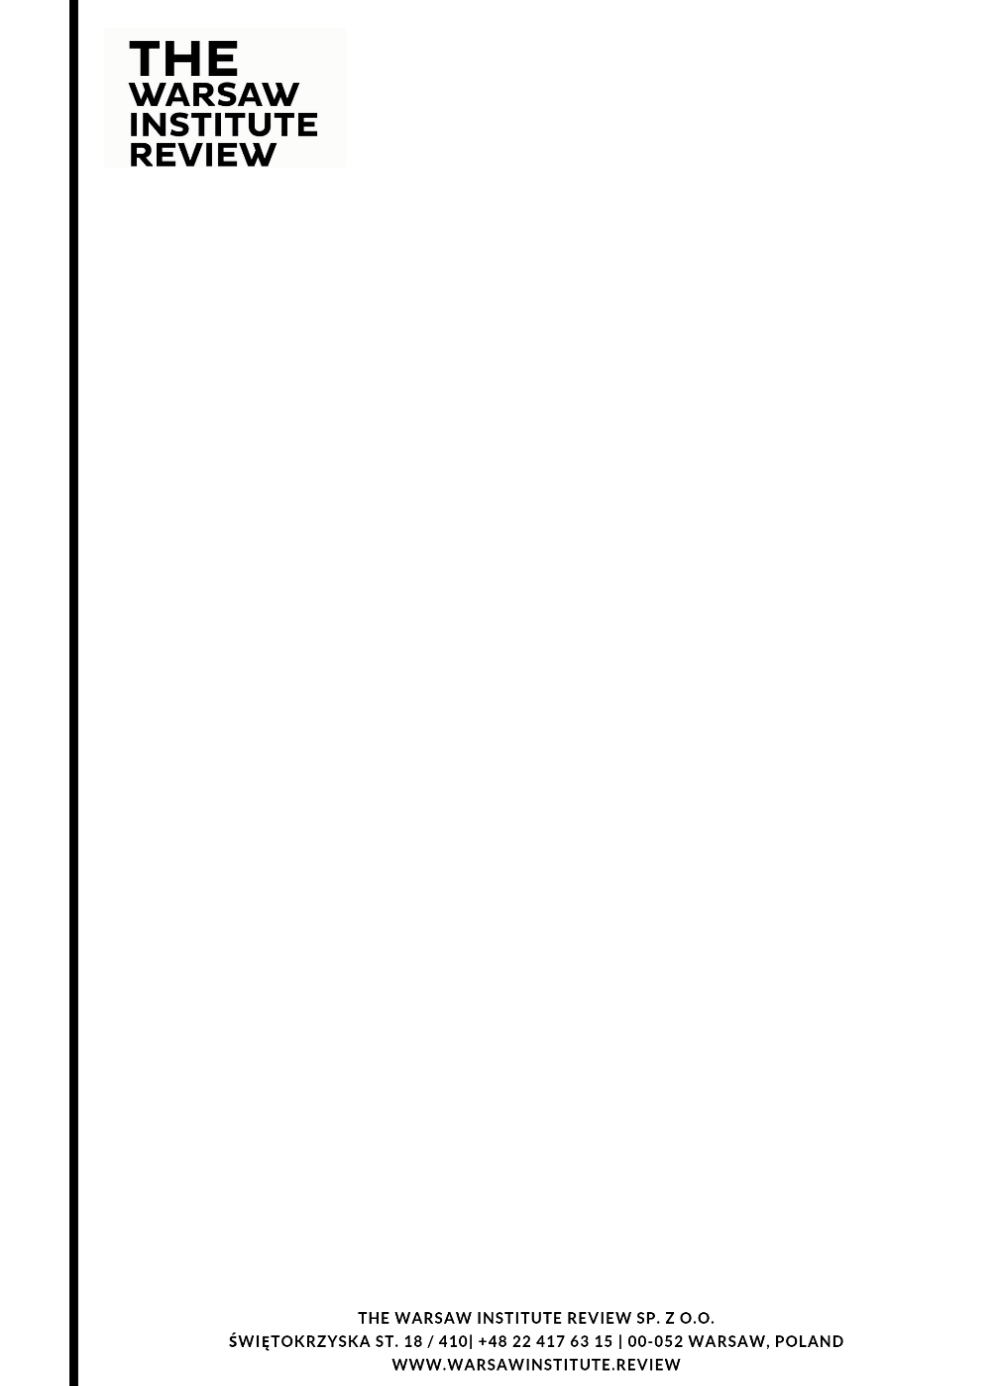 THE
WARSAW
INSTITUTE
REVIEW
THE WARSAW INSTITUTE REVIEW SP. Z O.O.
ŚWIĘTOKRZYSKA ST. 18 / 410| +48 22 417 63 15 | 00-052 WARSAW, POLAND
WWW.WARSAWINSTITUTE.REVIEW